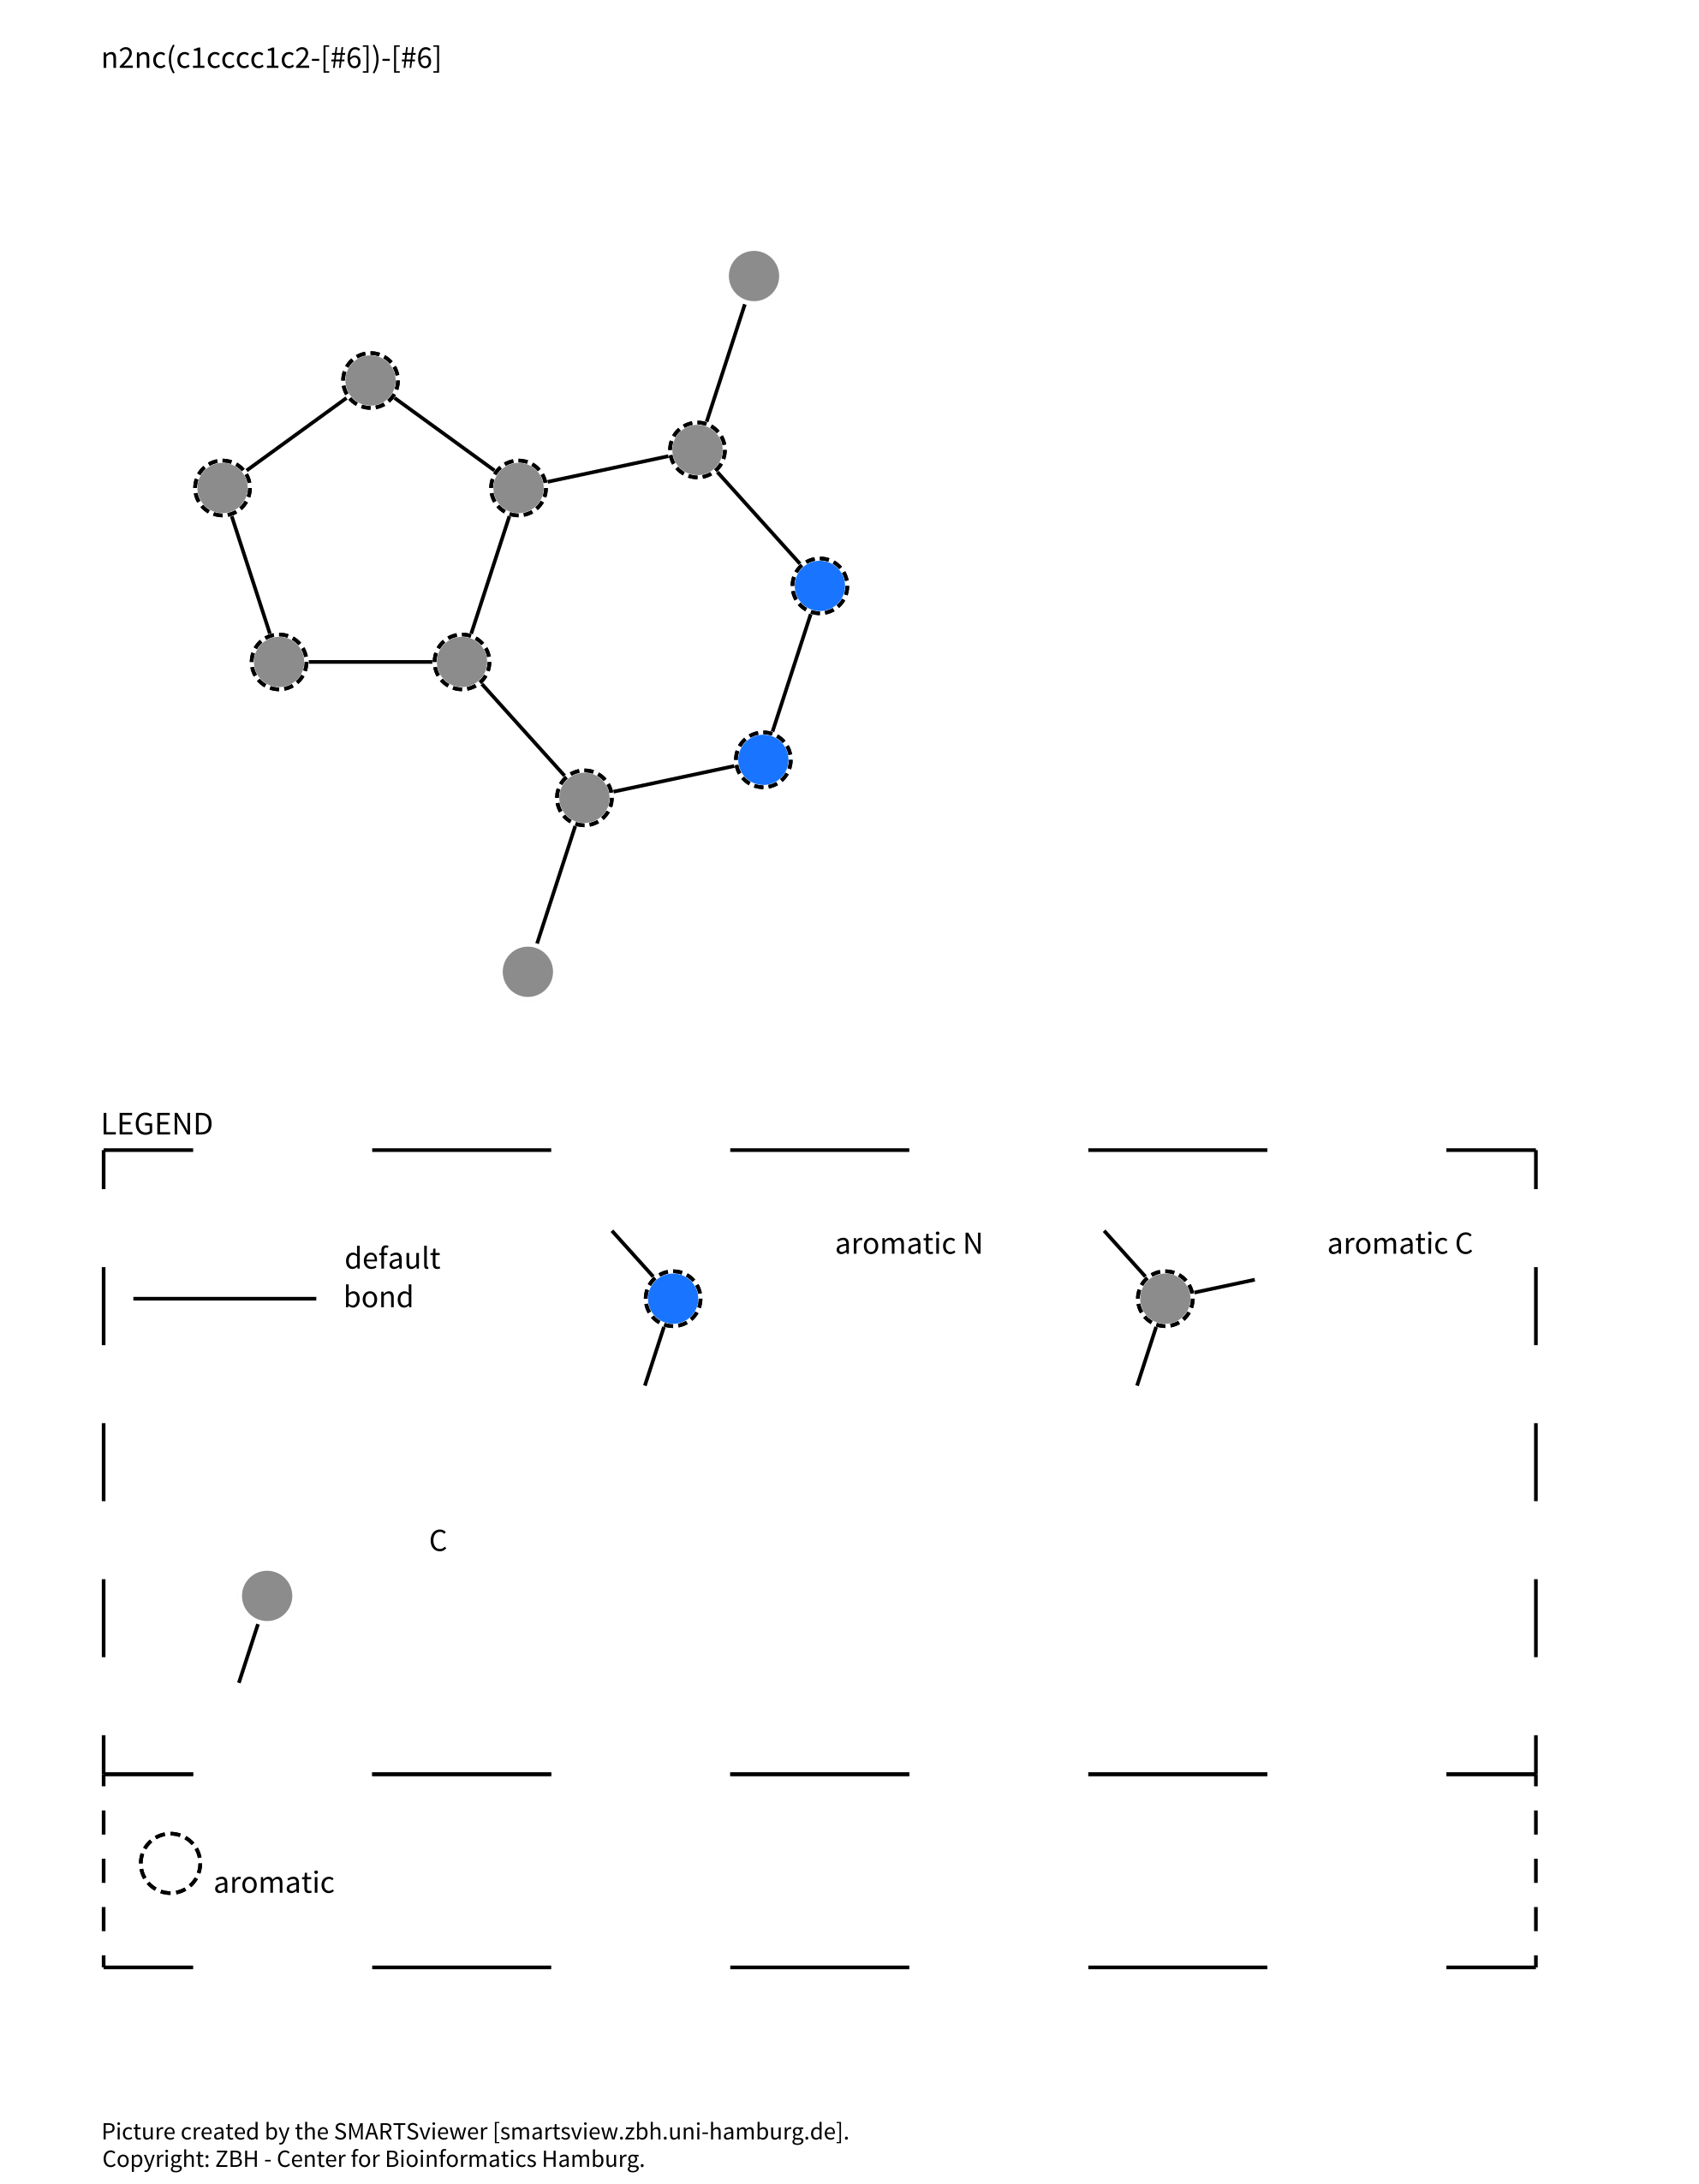 n2nc(c1cccc1c2-[#6])-[#6]
LEGEND
default
bond
aromatic N
aromatic C
C
aromatic
Picture created by the SMARTSviewer [smartsview.zbh.uni-hamburg.de].
Copyright: ZBH - Center for Bioinformatics Hamburg.